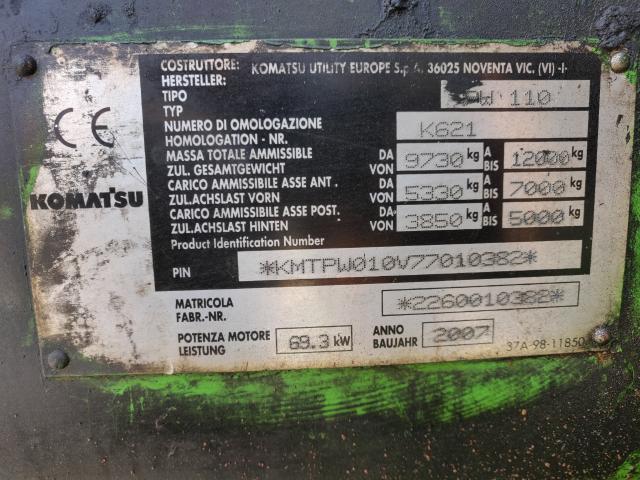 COSTRUTTORE: KOMATSU UTILITY EUROPE S.p.A. 36025 NOVENTA VIC. (VI) -I-
HERSTELLER:
TIPO PW 110
TYP
NUMERO DI OMOLOGAZIONE K621
HOMOLOGATION - NR.
MASSA TOTALE AMMISSIBILE DA 9730 kg A 12000 kg
ZUL. GESAMTGEWICHT VON BIS
CARICO AMMISSIBILE ASSE ANT. DA 5330 kg A 7000 kg
ZUL.ACHSLAST VORN VON BIS
CARICO AMMISSIBILE ASSE POST. DA 3850 kg A 5000 kg
ZUL.ACHSLAST HINTEN VON BIS
Product Identification Number
PIN *KMTPW010V77010382*
MATRICOLA *2260010382*
FABR.-NR.
POTENZA MOTORE 69.3 kW ANNO 2007
LEISTUNG BAUJAHR
37A-98-11850
CE
KOMATSU